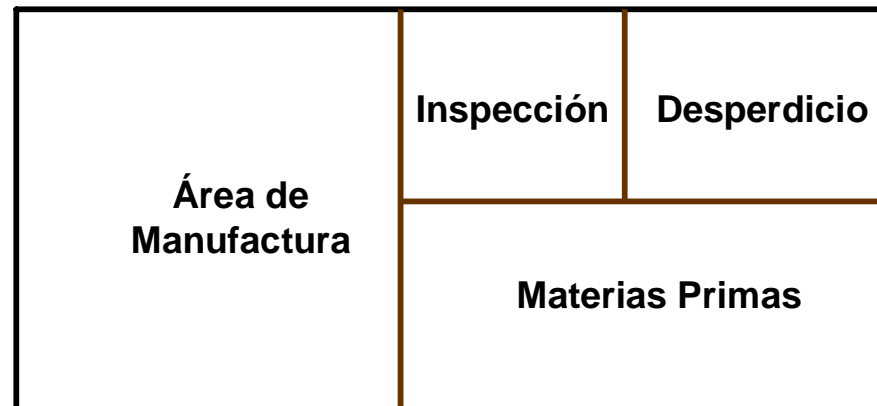 Inspección
Desperdicio
Área de
Manufactura
Materias Primas